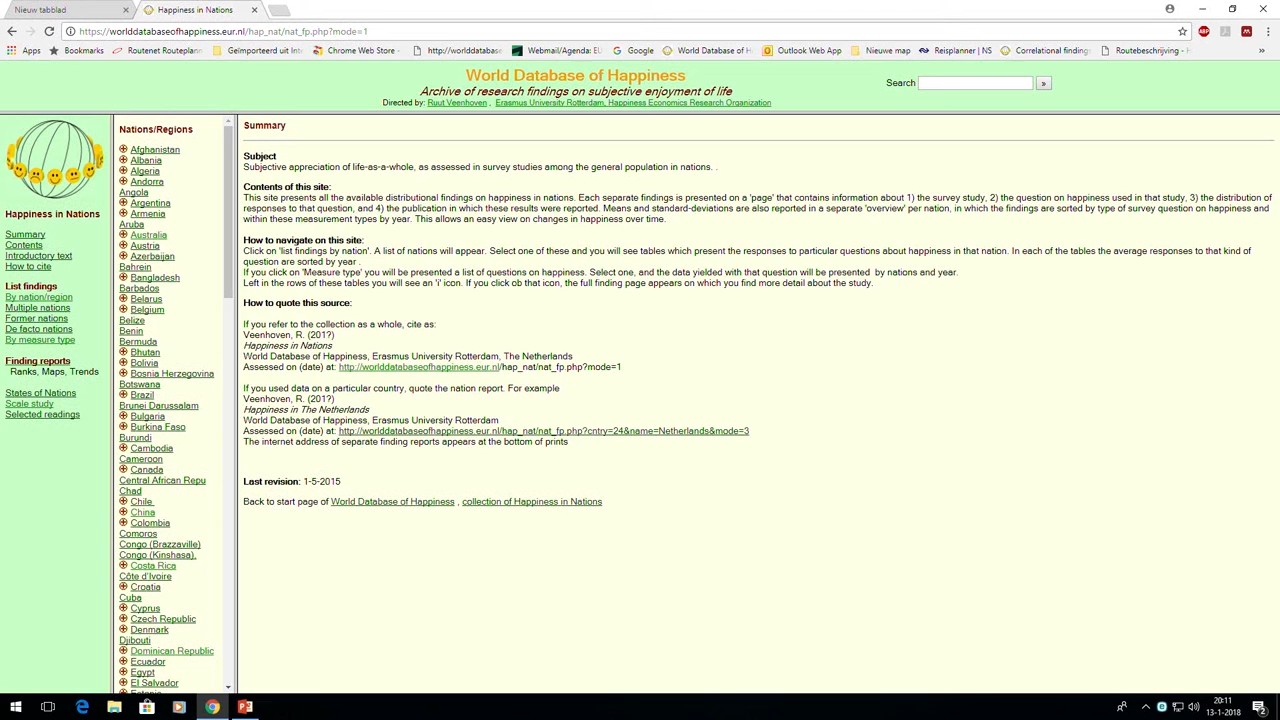 Nieuw tabblad
Happiness in Nations
https://worlddatabaseofhappiness.eur.nl/hap_nat/nat_fp.php?mode=1
Apps
Bookmarks
Routenet Routeplann
Geïmporteerd uit Int
Chrome Web Store -
http://worlddatabase
Webmail/Agenda: EU
Google
World Database of H
Outlook Web App
Nieuwe map
Reisplanner | NS
Correlational finding
Routebeschrijving - H
»
World Database of Happiness
Archive of research findings on subjective enjoyment of life
Directed by: Ruut Veenhoven , Erasmus University Rotterdam, Happiness Economics Research Organization
Search
»
Happiness in Nations
Summary
Contents
Introductory text
How to cite
List findings
By nation/region
Multiple nations
Former nations
De facto nations
By measure type
Finding reports
Ranks, Maps, Trends
States of Nations
Scale study
Selected readings
Nations/Regions
Afghanistan
Albania
Algeria
Andorra
Angola
Argentina
Armenia
Aruba
Australia
Austria
Azerbaijan
Bahrein
Bangladesh
Barbados
Belarus
Belgium
Belize
Benin
Bermuda
Bhutan
Bolivia
Bosnia Herzegovina
Botswana
Brazil
Brunei Darussalam
Bulgaria
Burkina Faso
Burundi
Cambodia
Cameroon
Canada
Central African Repu
Chad
Chile
China
Colombia
Comoros
Congo (Brazzaville)
Congo (Kinshasa),
Costa Rica
Côte d'Ivoire
Croatia
Cuba
Cyprus
Czech Republic
Denmark
Djibouti
Dominican Republic
Ecuador
Egypt
El Salvador
Estonia
Summary
Subject
Subjective appreciation of life-as-a-whole, as assessed in survey studies among the general population in nations. .
Contents of this site:
This site presents all the available distributional findings on happiness in nations. Each separate findings is presented on a 'page' that contains information about 1) the survey study, 2) the question on happiness used in that study, 3) the distribution of
responses to that question, and 4) the publication in which these results were reported. Means and standard-deviations are also reported in a separate 'overview' per nation, in which the findings are sorted by type of survey question on happiness and
within these measurement types by year. This allows an easy view on changes in happiness over time.
How to navigate on this site:
Click on 'list findings by nation'. A list of nations will appear. Select one of these and you will see tables which present the responses to particular questions about happiness in that nation. In each of the tables the average responses to that kind of
question are sorted by year .
If you click on 'Measure type' you will be presented a list of questions on happiness. Select one, and the data yielded with that question will be presented by nations and year.
Left in the rows of these tables you will see an 'i' icon. If you click ob that icon, the full finding page appears on which you find more detail about the study.
How to quote this source:
If you refer to the collection as a whole, cite as:
Veenhoven, R. (201?)
Happiness in Nations
World Database of Happiness, Erasmus University Rotterdam, The Netherlands
Assessed on (date) at: http://worlddatabaseofhappiness.eur.nl/hap_nat/nat_fp.php?mode=1
If you used data on a particular country, quote the nation report. For example
Veenhoven, R. (201?)
Happiness in The Netherlands
World Database of Happiness, Erasmus University Rotterdam
Assessed on (date) at: http://worlddatabaseofhappiness.eur.nl/hap_nat/nat_fp.php?cntry=24&name=Netherlands&mode=3
The internet address of separate finding reports appears at the bottom of prints
Last revision: 1-5-2015
Back to start page of World Database of Happiness , collection of Happiness in Nations
20:11
13-1-2018
2